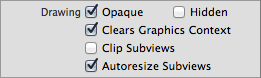 Drawing Opaque Hidden
Clears Graphics Context
Clip Subviews
Autoresize Subviews